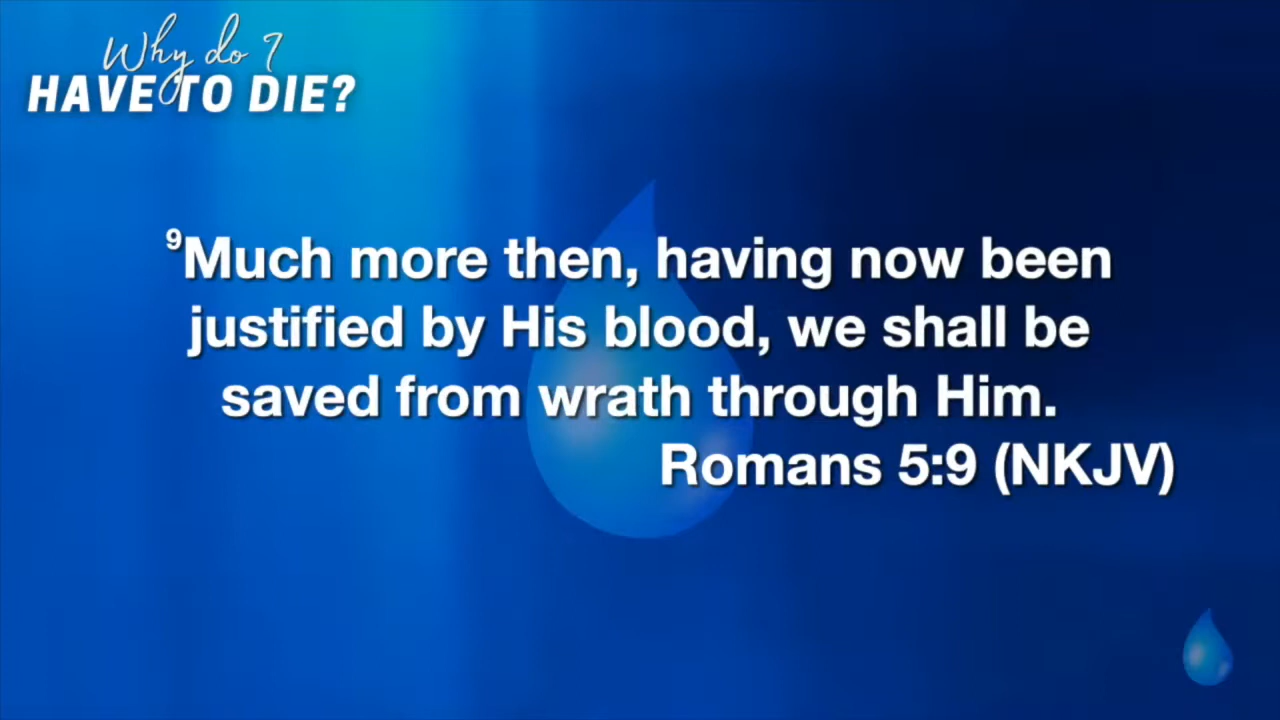 Why do I
HAVE TO DIE?
⁹Much more then, having now been
justified by His blood, we shall be
saved from wrath through Him.
Romans 5:9 (NKJV)